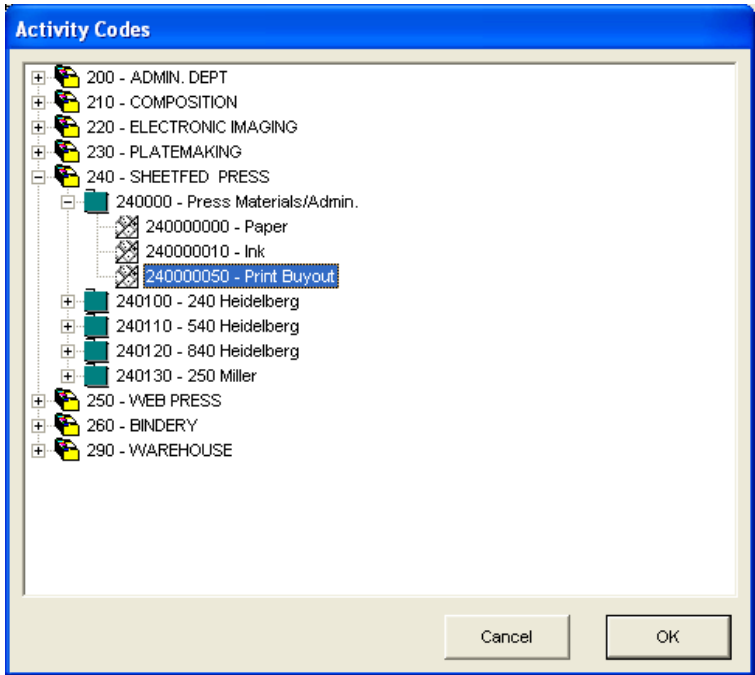 Activity Codes
200 - ADMIN. DEPT
210 - COMPOSITION
220 - ELECTRONIC IMAGING
230 - PLATEMAKING
240 - SHEETFED  PRESS
240000 - Press Materials/Admin.
240000000 - Paper
240000010 - Ink
240000050 - Print Buyout
240100 - 240 Heidelberg
240110 - 540 Heidelberg
240120 - 840 Heidelberg
240130 - 250 Miller
250 - WEB PRESS
260 - BINDERY
290 - WAREHOUSE
Cancel OK